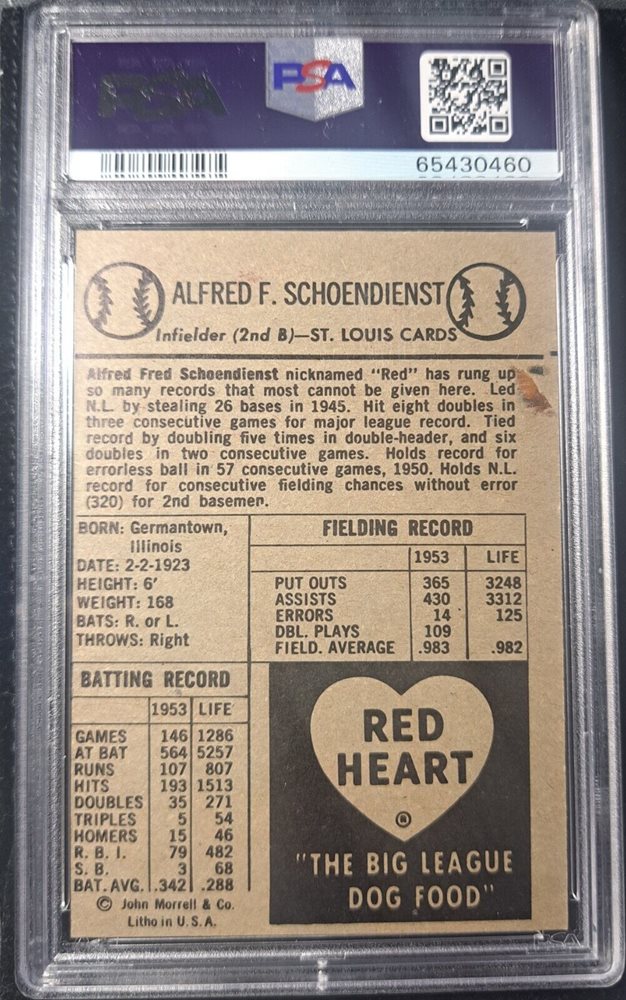 PSA
65430460
ALFRED F. SCHOENDIENST
Infielder (2nd B)—ST. LOUIS CARDS
Alfred Fred Schoendienst nicknamed "Red" has rung up
so many records that most cannot be given here. Led
N.L. by stealing 26 bases in 1945. Hit eight doubles in
three consecutive games for major league record. Tied
record by doubling five times in double-header, and six
doubles in two consecutive games. Holds record for
errorless ball in 57 consecutive games, 1950. Holds N.L.
record for consecutive fielding chances without error
(320) for 2nd basemen.
BORN: Germantown,
Illinois
DATE: 2-2-1923
HEIGHT: 6'
WEIGHT: 168
BATS: R. or L.
THROWS: Right
FIELDING RECORD
1953 LIFE
PUT OUTS 365 3248
ASSISTS 430 3312
ERRORS 14 125
DBL. PLAYS 109
FIELD. AVERAGE .983 .982
BATTING RECORD
1953 LIFE
GAMES 146 1286
AT BAT 564 5257
RUNS 107 807
HITS 193 1513
DOUBLES 35 271
TRIPLES 5 54
HOMERS 15 46
R. B. I. 79 482
S. B. 3 68
BAT. AVG. .342 .288
© John Morrell & Co.
Litho in U. S. A.
RED
HEART
®
"THE BIG LEAGUE
DOG FOOD"